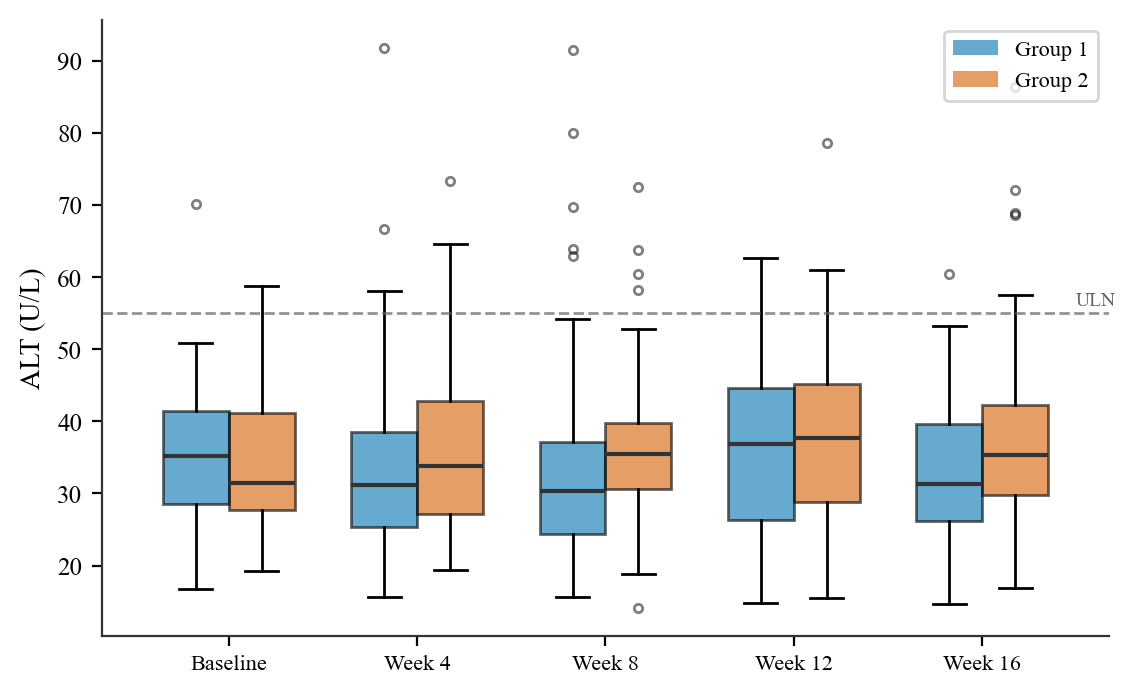 ALT (U/L)
90
80
70
60
50
40
30
20
Group 1
Group 2
ULN
Baseline
Week 4
Week 8
Week 12
Week 16